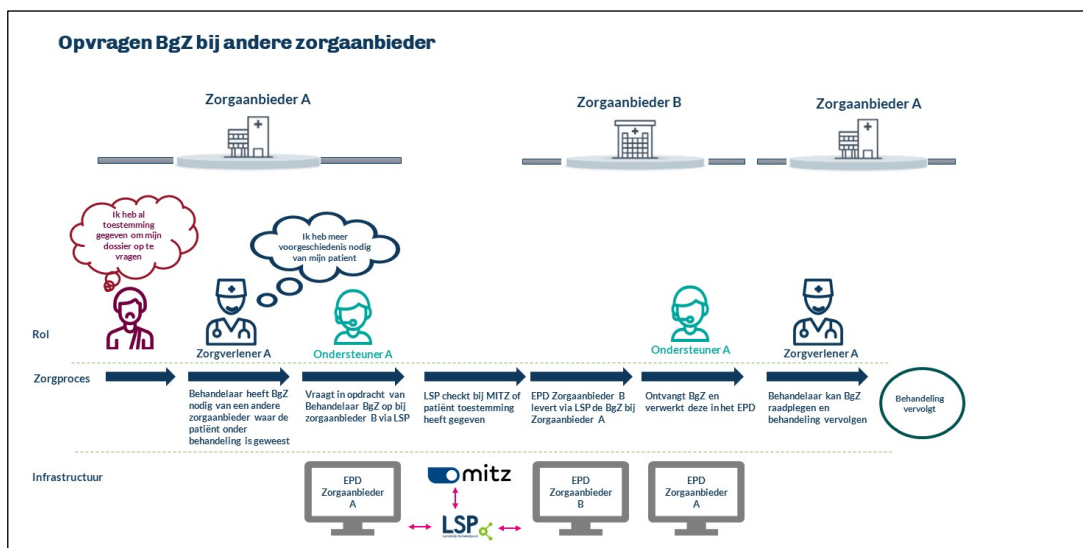 Opvragen BgZ bij andere zorgaanbieder
Zorgaanbieder A
Zorgaanbieder B
Zorgaanbieder A
Ik heb al
toestemming
gegeven om mijn
dossier op te
vragen
Ik heb meer
voorgeschiedenis nodig
van mijn patient
Rol
Zorgverlener A
Ondersteuner A
Ondersteuner A
Zorgverlener A
Zorgproces
Behandelaar heeft BgZ
nodig van een andere
zorgaanbieder waar de
patiënt onder
behandeling is geweest
Vraagt in opdracht van
Behandelaar BgZ op bij
zorgaanbieder B via LSP
LSP checkt bij MITZ of
patiënt toestemming
heeft gegeven
EPD Zorgaanbieder B
levert via LSP de BgZ bij
Zorgaanbieder A
Ontvangt BgZ en
verwerkt deze in het EPD
Behandelaar kan BgZ
raadplegen en
behandeling vervolgen
Behandeling
vervolgt
Infrastructuur
EPD
Zorgaanbieder
A
mitz
LSP
Landelijk Schakelpunt
EPD
Zorgaanbieder
B
EPD
Zorgaanbieder
A